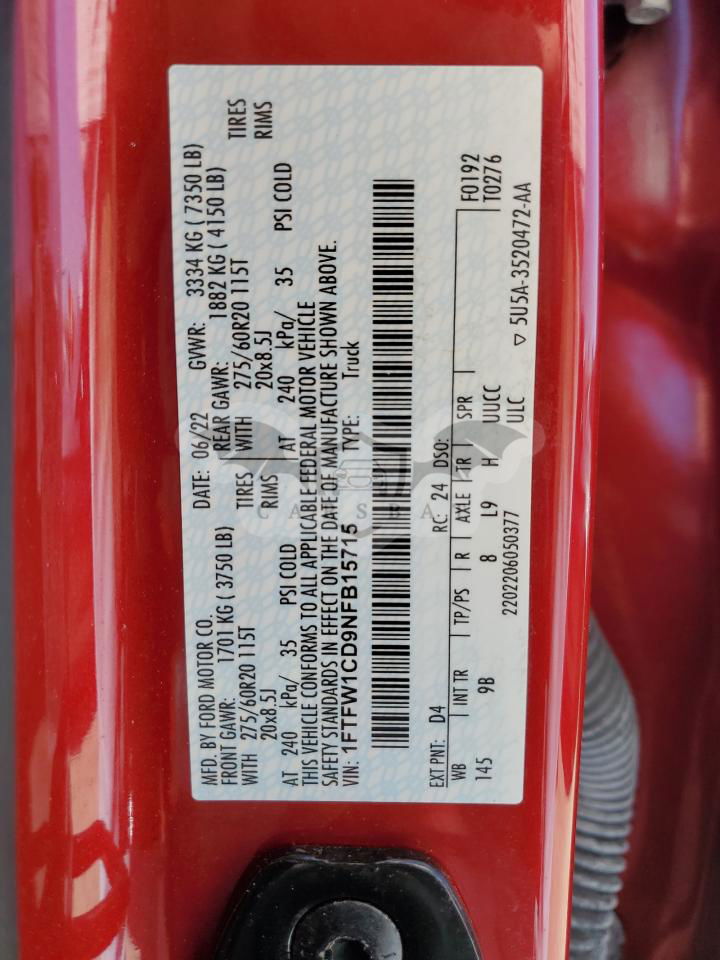 MFD. BY FORD MOTOR CO. DATE: 06/22 GVWR: 3334 KG ( 7350 LB)
FRONT GAWR: 1701 KG ( 3750 LB) REAR GAWR: 1882 KG ( 4150 LB)
WITH 275/60R20 115T TIRES WITH 275/60R20 115T TIRES
20x8.5J RIMS 20x8.5J RIMS
AT 240 kPa/ 35 PSI COLD AT 240 kPa/ 35 PSI COLD
THIS VEHICLE CONFORMS TO ALL APPLICABLE FEDERAL MOTOR VEHICLE
SAFETY STANDARDS IN EFFECT ON THE DATE OF MANUFACTURE SHOWN ABOVE.
VIN: 1FTFW1CD9NFB15715 TYPE: Truck
EXT PNT: D4 RC: 24 DSO: F0192
WB INT TR TP/PS R AXLE TR SPR T0276
145 9B 8 L9 H UUCC
2202206050377 ULC ▽ 5U5A-3520472-AA